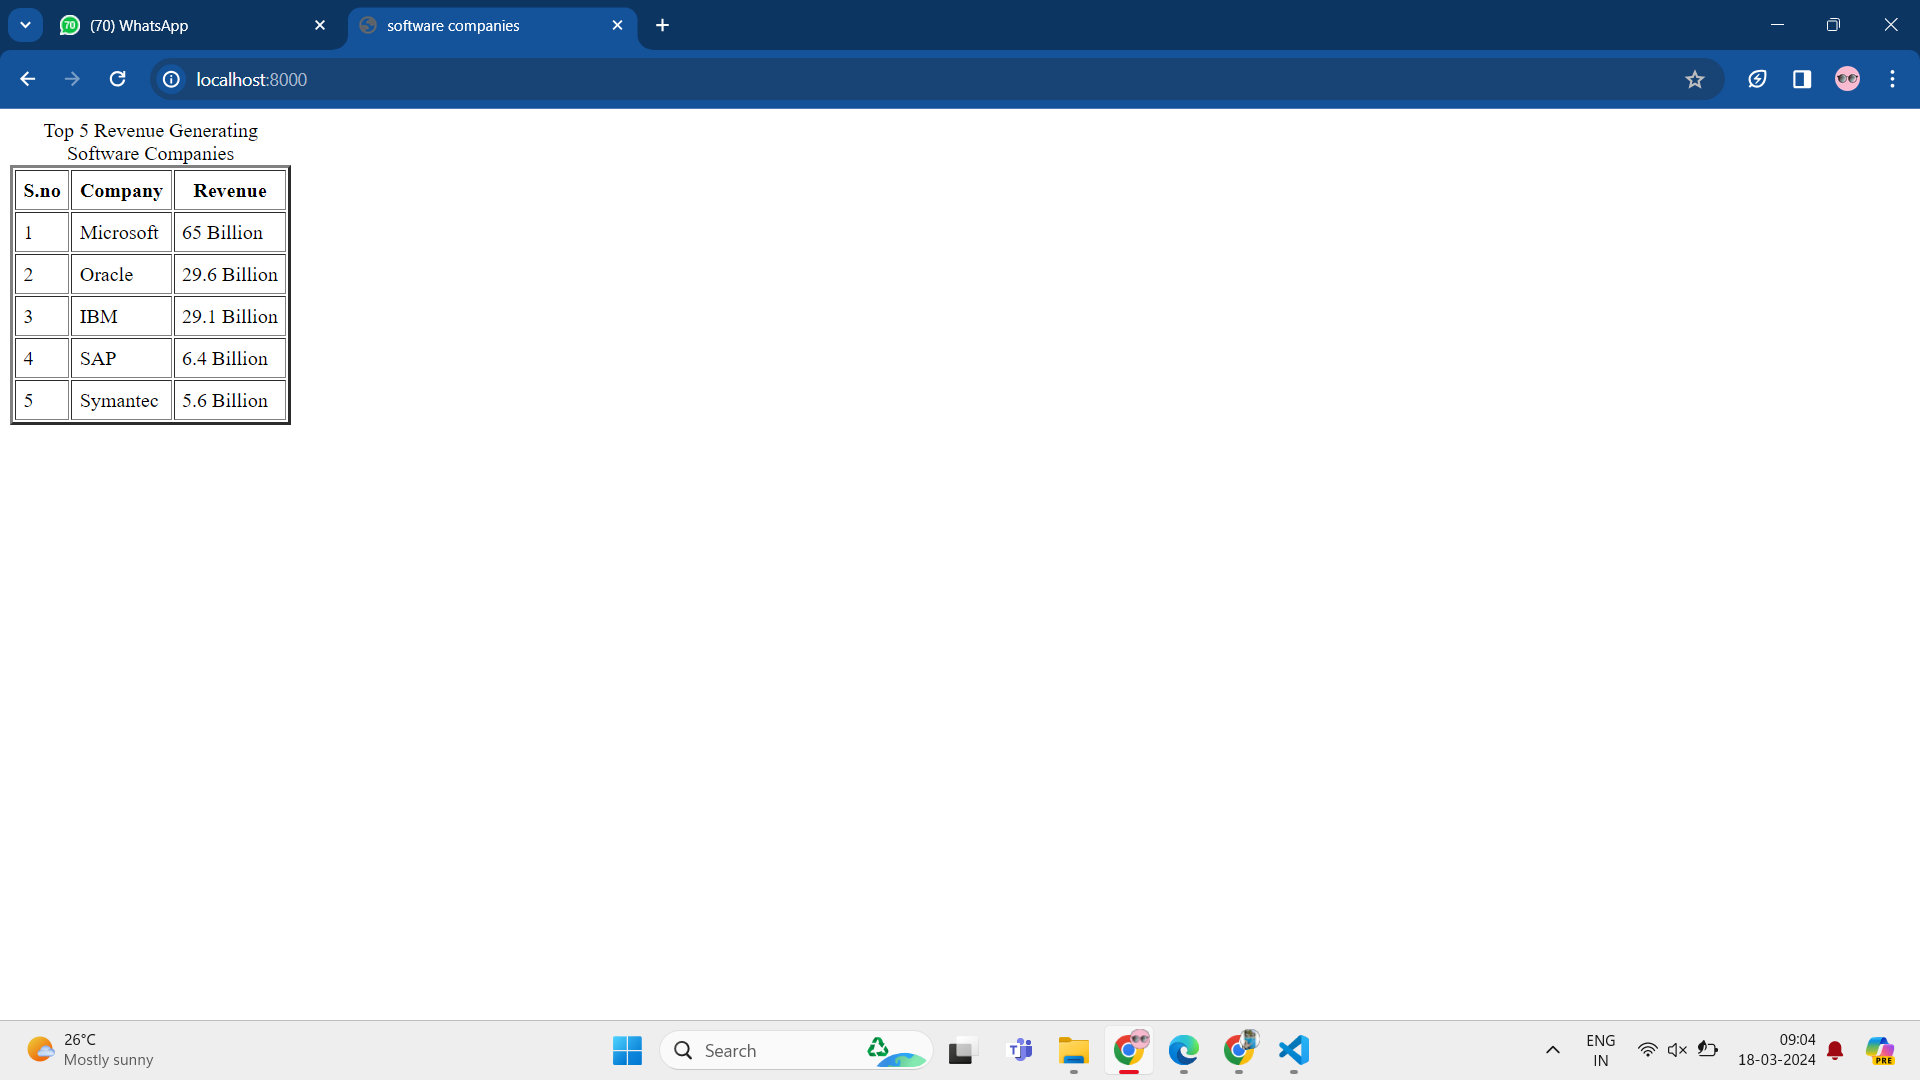 70
(70) WhatsApp
software companies
localhost:8000
Top 5 Revenue Generating
Software Companies
S.no Company Revenue
1 Microsoft 65 Billion
2 Oracle 29.6 Billion
3 IBM 29.1 Billion
4 SAP 6.4 Billion
5 Symantec 5.6 Billion
26°C
Mostly sunny
Search
ENG
IN
09:04
18-03-2024
PRE